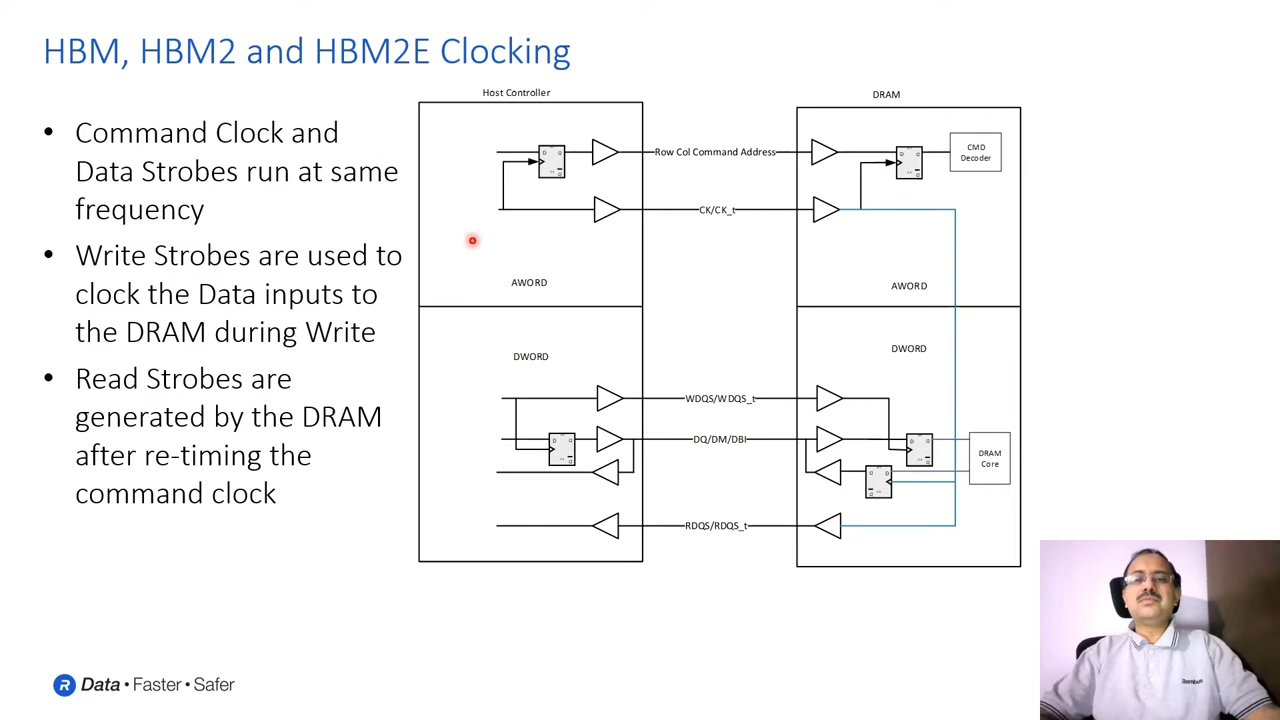 HBM, HBM2 and HBM2E Clocking
• Command Clock and
Data Strobes run at same
frequency
• Write Strobes are used to
clock the Data inputs to
the DRAM during Write
• Read Strobes are
generated by the DRAM
after re-timing the
command clock
Host Controller
DRAM
Row Col Command Address
CMD
Decoder
CK/CK_t
AWORD
AWORD
DWORD
DWORD
WDQS/WDQS_t
DQ/DM/DBI
DRAM
Core
RDQS/RDQS_t
R Data • Faster • Safer
Rambus